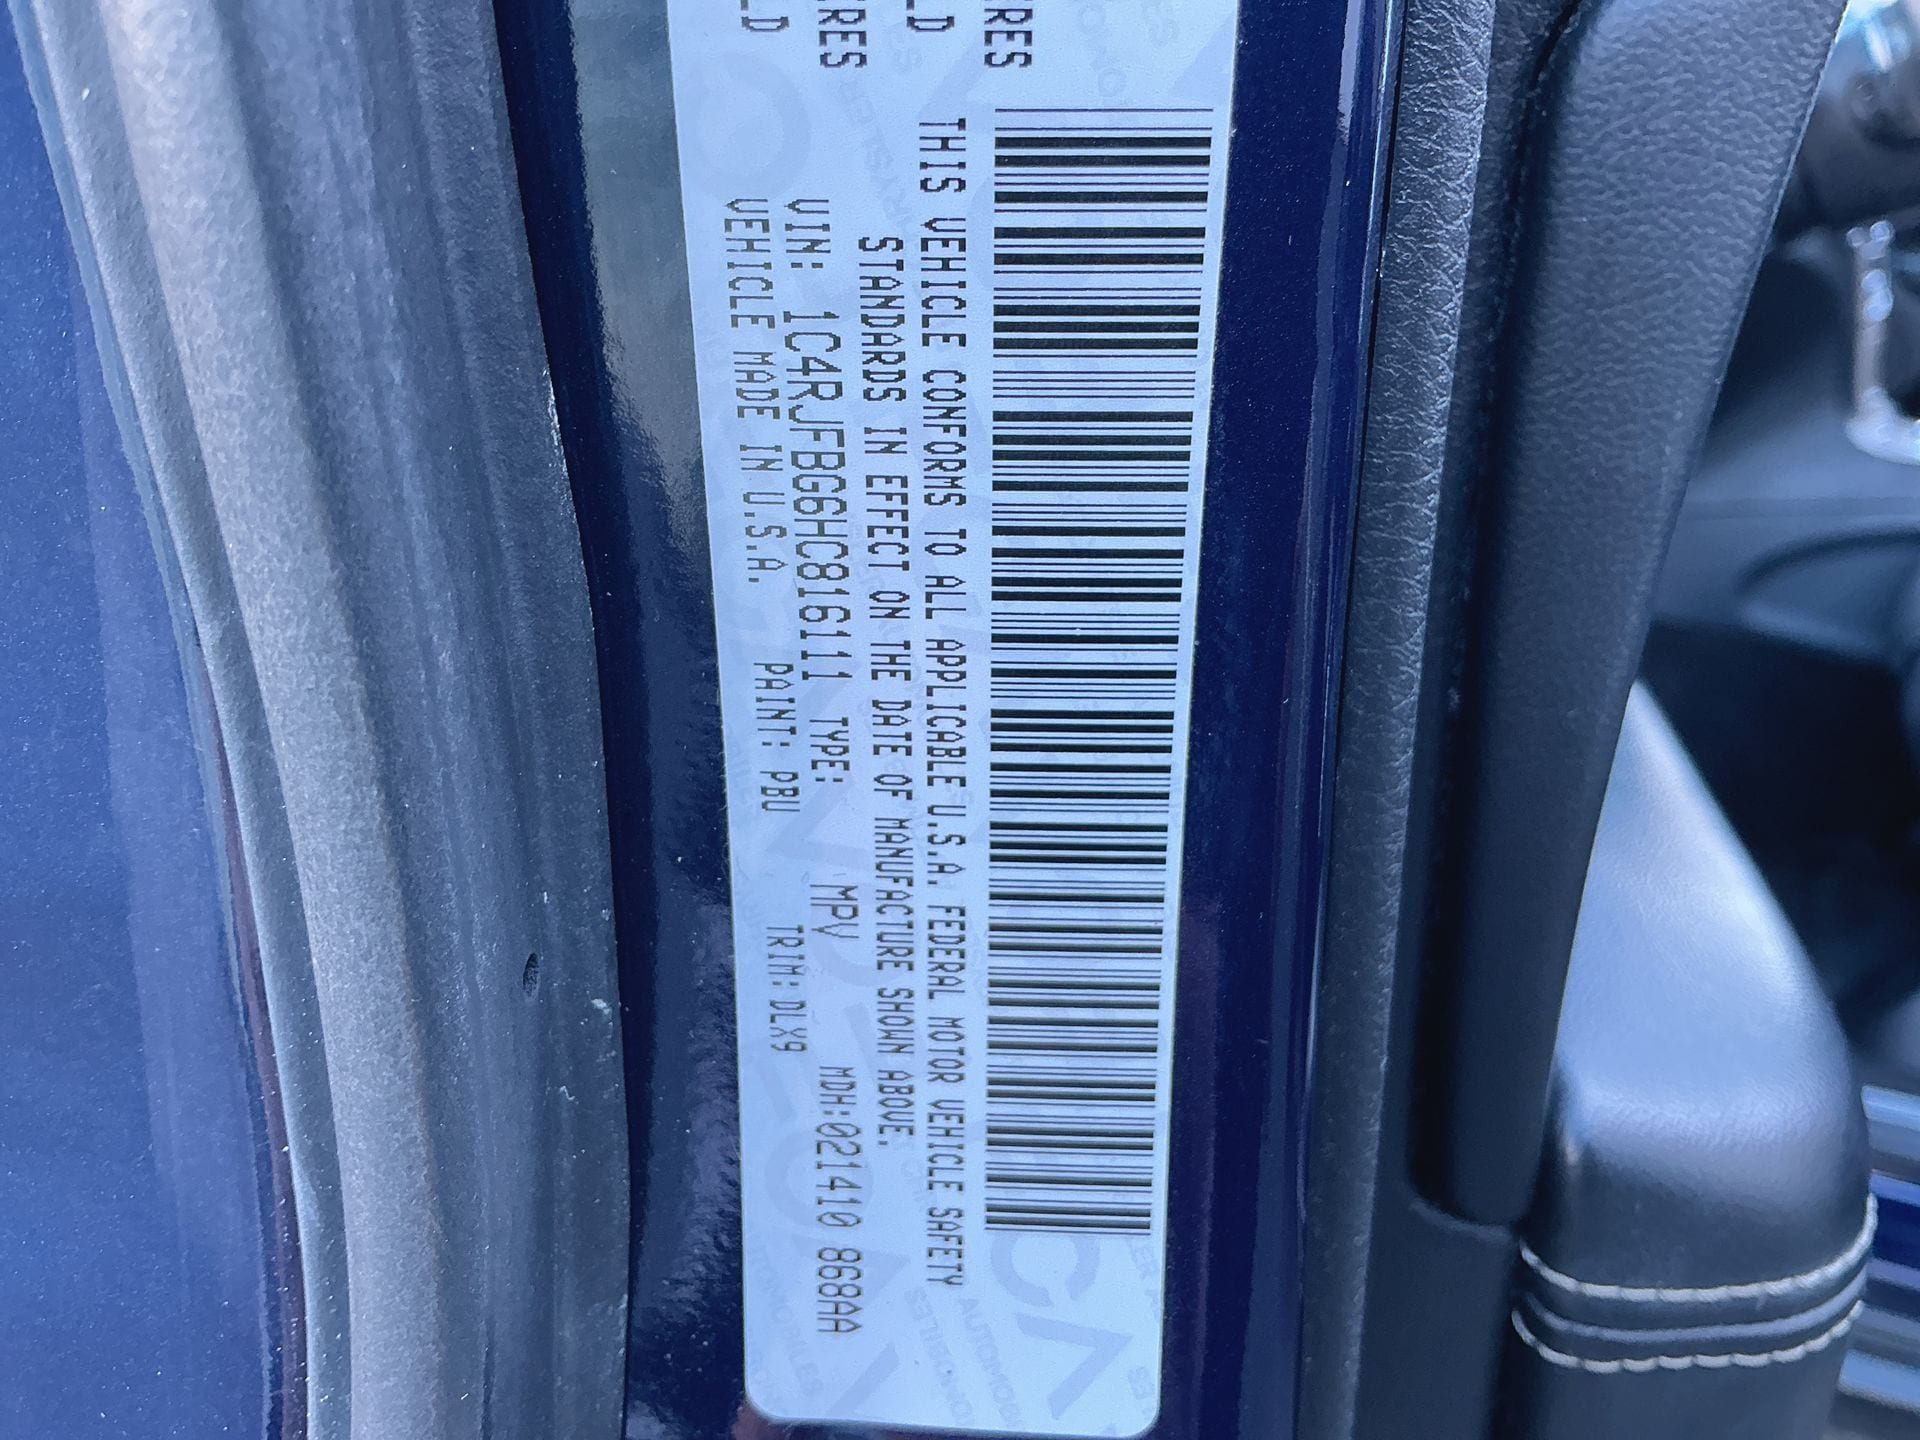 RES
LD
RES
LD
THIS VEHICLE CONFORMS TO ALL APPLICABLE U.S.A. FEDERAL MOTOR VEHICLE SAFETY
STANDARDS IN EFFECT ON THE DATE OF MANUFACTURE SHOWN ABOVE.
VIN: 1C4RJFBG6HC816111 TYPE: MPV MDH:021410 868AA
VEHICLE MADE IN U.S.A. PAINT: PBU TRIM:DLX9